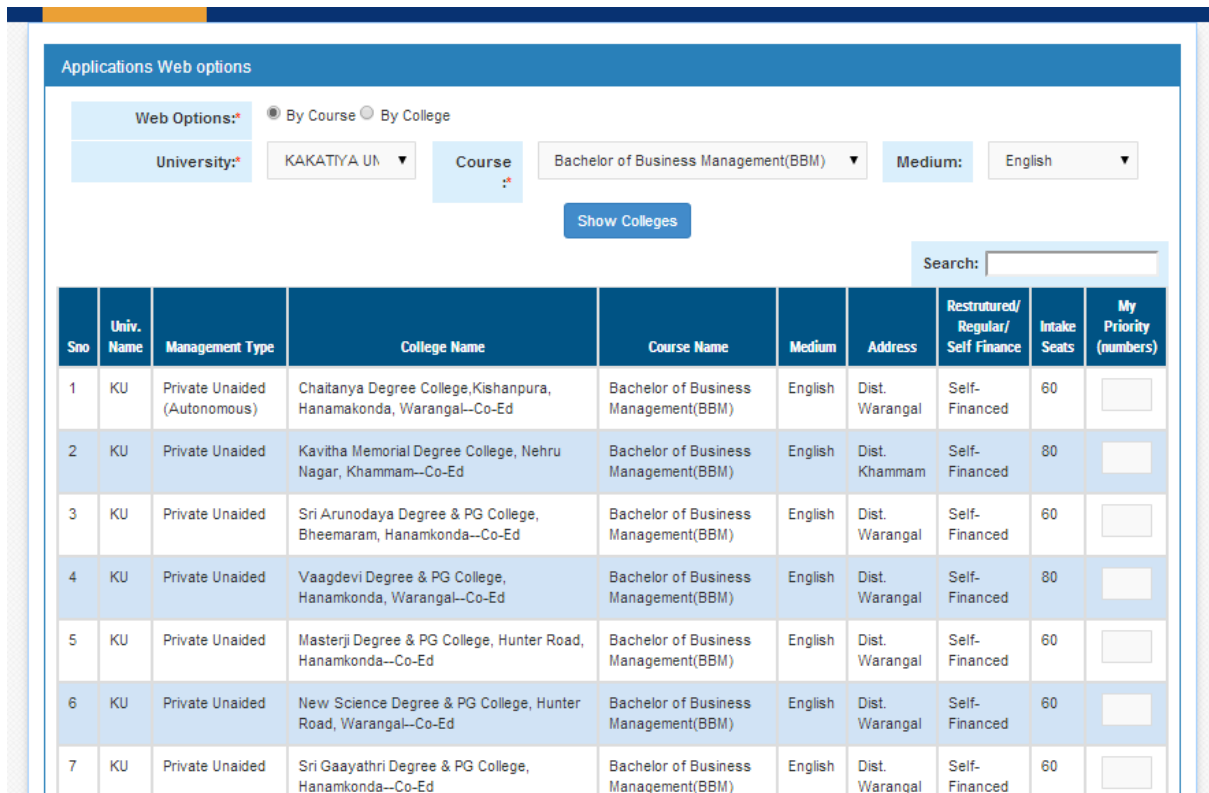 Applications Web options
Web Options:* By Course By College
University:* KAKATIYA UN Course :* Bachelor of Business Management(BBM) Medium: English
Show Colleges
Search:
Sno Univ. Name Management Type College Name Course Name Medium Address Restrutured/ Regular/ Self Finance Intake Seats My Priority (numbers)
1 KU Private Unaided (Autonomous) Chaitanya Degree College,Kishanpura, Hanamakonda, Warangal--Co-Ed Bachelor of Business Management(BBM) English Dist. Warangal Self-Financed 60
2 KU Private Unaided Kavitha Memorial Degree College, Nehru Nagar, Khammam--Co-Ed Bachelor of Business Management(BBM) English Dist. Khammam Self-Financed 80
3 KU Private Unaided Sri Arunodaya Degree & PG College, Bheemaram, Hanamkonda--Co-Ed Bachelor of Business Management(BBM) English Dist. Warangal Self-Financed 60
4 KU Private Unaided Vaagdevi Degree & PG College, Hanamkonda, Warangal--Co-Ed Bachelor of Business Management(BBM) English Dist. Warangal Self-Financed 80
5 KU Private Unaided Masterji Degree & PG College, Hunter Road, Hanamkonda--Co-Ed Bachelor of Business Management(BBM) English Dist. Warangal Self-Financed 60
6 KU Private Unaided New Science Degree & PG College, Hunter Road, Warangal--Co-Ed Bachelor of Business Management(BBM) English Dist. Warangal Self-Financed 60
7 KU Private Unaided Sri Gaayathri Degree & PG College, Hanamkonda--Co-Ed Bachelor of Business Management(BBM) English Dist. Warangal Self-Financed 60